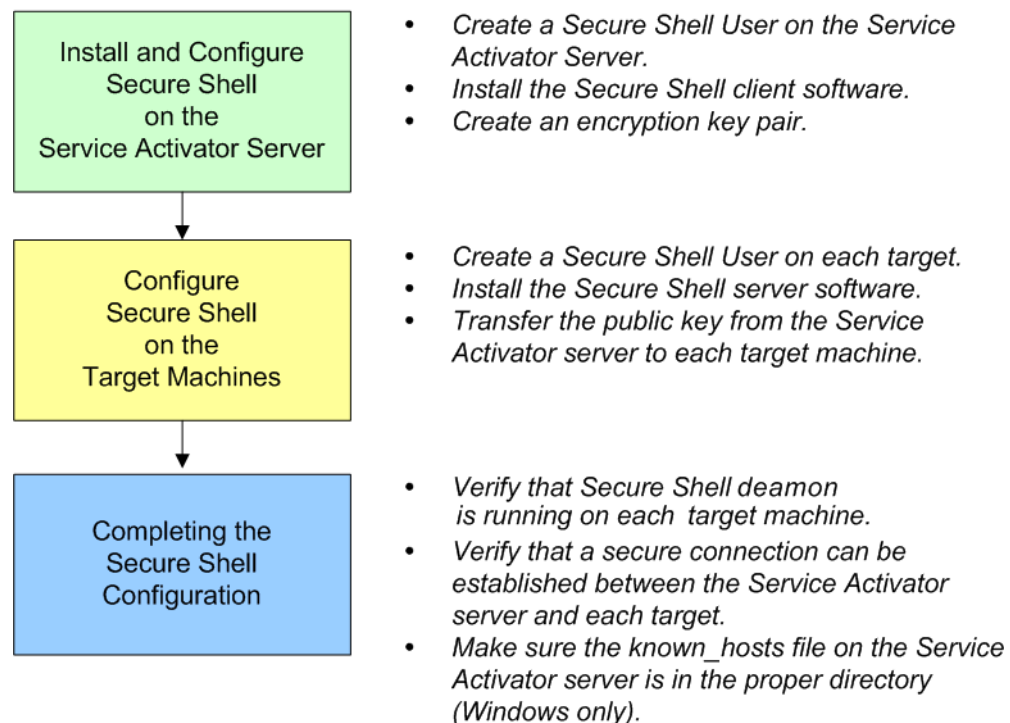 Install and Configure
Secure Shell
on the
Service Activator Server
• Create a Secure Shell User on the Service
Activator Server.
• Install the Secure Shell client software.
• Create an encryption key pair.
Configure
Secure Shell
on the
Target Machines
• Create a Secure Shell User on each target.
• Install the Secure Shell server software.
• Transfer the public key from the Service
Activator server to each target machine.
Completing the
Secure Shell
Configuration
• Verify that Secure Shell deamon
is running on each target machine.
• Verify that a secure connection can be
established between the Service Activator
server and each target.
• Make sure the known_hosts file on the Service
Activator server is in the proper directory
(Windows only).